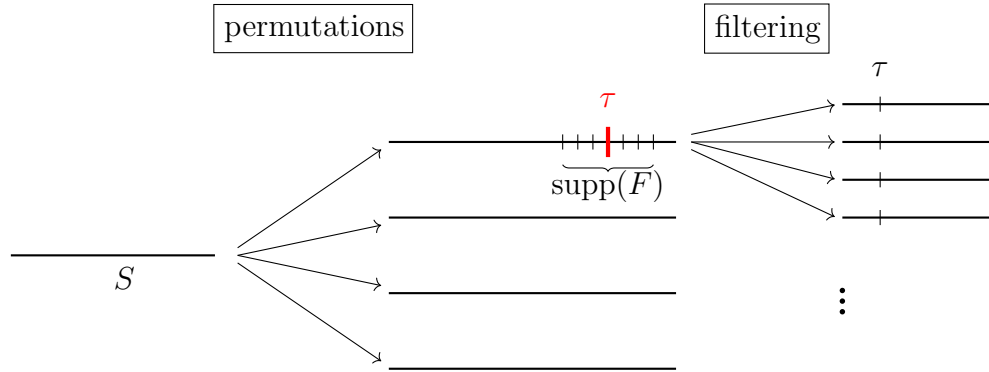 permutations
filtering
τ
τ
supp(F)
S